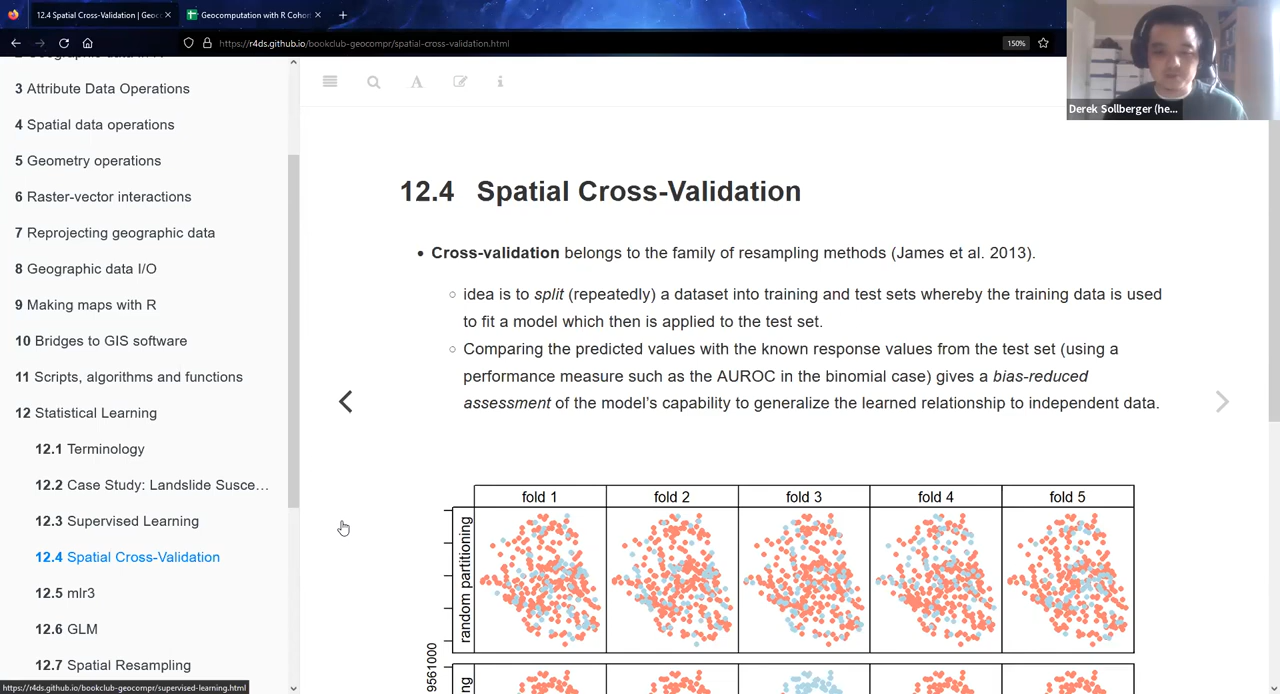 12.4 Spatial Cross-Validation | Geoc
Geocomputation with R Cohor
https://r4ds.github.io/bookclub-geocompr/spatial-cross-validation.html
150%
Derek Sollberger (he...
3 Attribute Data Operations
4 Spatial data operations
5 Geometry operations
6 Raster-vector interactions
7 Reprojecting geographic data
8 Geographic data I/O
9 Making maps with R
10 Bridges to GIS software
11 Scripts, algorithms and functions
12 Statistical Learning
12.1 Terminology
12.2 Case Study: Landslide Susce...
12.3 Supervised Learning
12.4 Spatial Cross-Validation
12.5 mlr3
12.6 GLM
12.7 Spatial Resampling
https://r4ds.github.io/bookclub-geocompr/supervised-learning.html
12.4 Spatial Cross-Validation
• Cross-validation belongs to the family of resampling methods (James et al. 2013).
○ idea is to split (repeatedly) a dataset into training and test sets whereby the training data is used
to fit a model which then is applied to the test set.
○ Comparing the predicted values with the known response values from the test set (using a
performance measure such as the AUROC in the binomial case) gives a bias-reduced
assessment of the model's capability to generalize the learned relationship to independent data.
fold 1 fold 2 fold 3 fold 4 fold 5
random partitioning
9561000